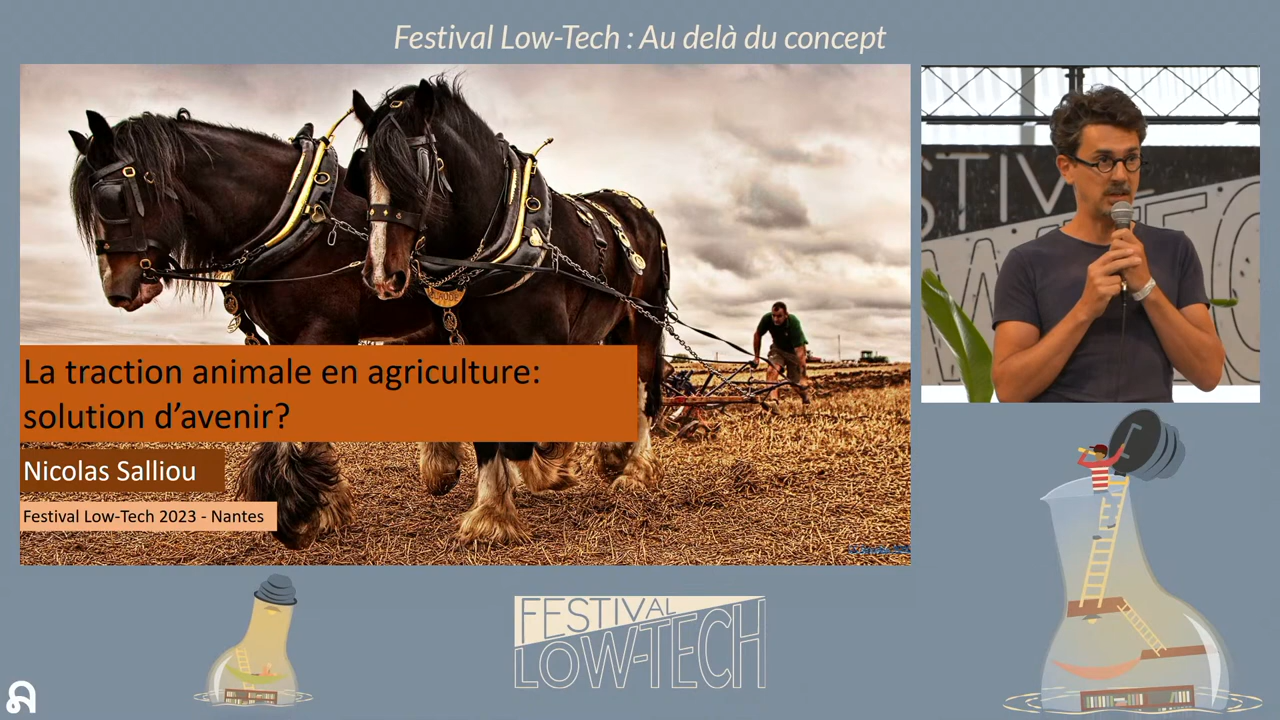 Festival Low-Tech : Au delà du concept
La traction animale en agriculture:
solution d’avenir?
Nicolas Salliou
Festival Low-Tech 2023 - Nantes
FESTIVAL
LOW-TECH